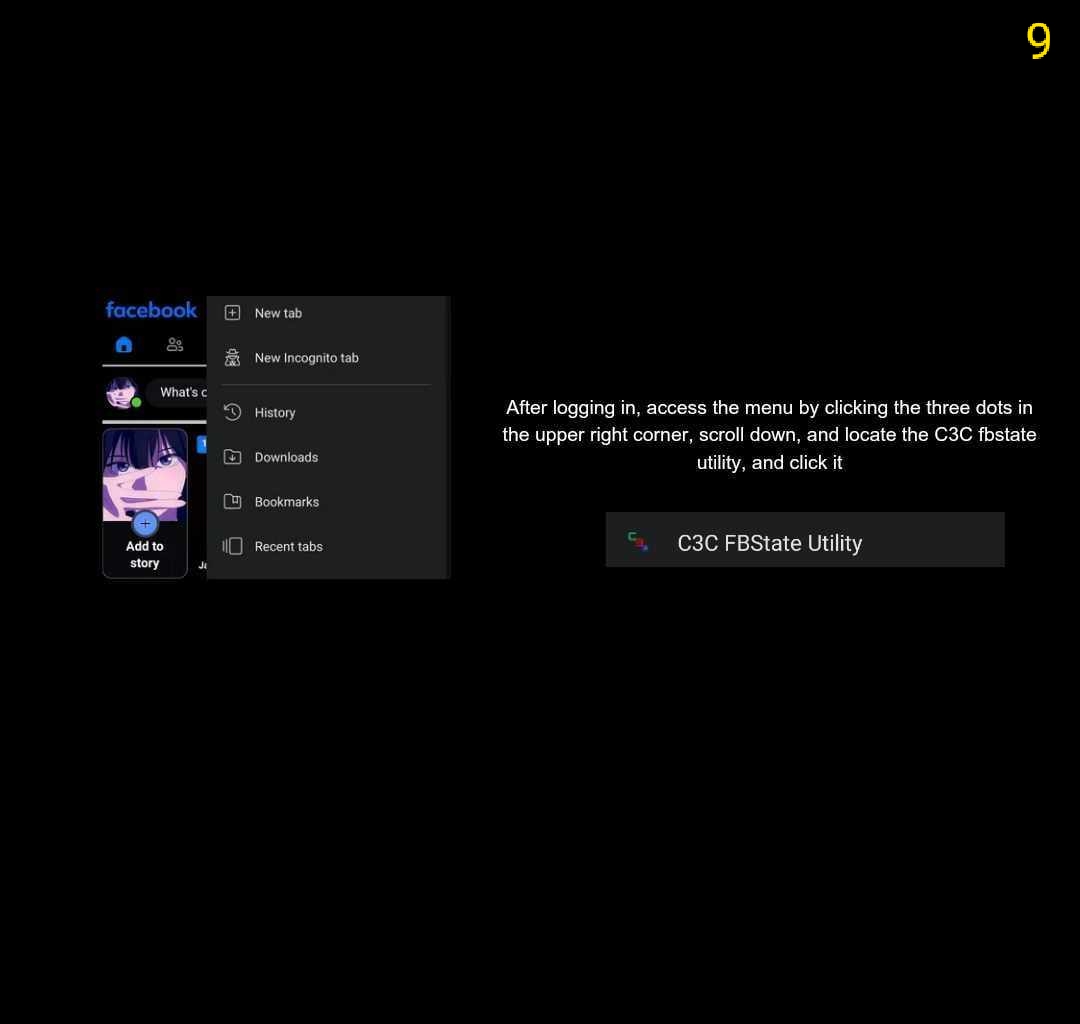 9
facebook
What's o
Add to
story
Ja
New tab
New Incognito tab
History
Downloads
Bookmarks
Recent tabs
After logging in, access the menu by clicking the three dots in
the upper right corner, scroll down, and locate the C3C fbstate
utility, and click it
C3C FBState Utility